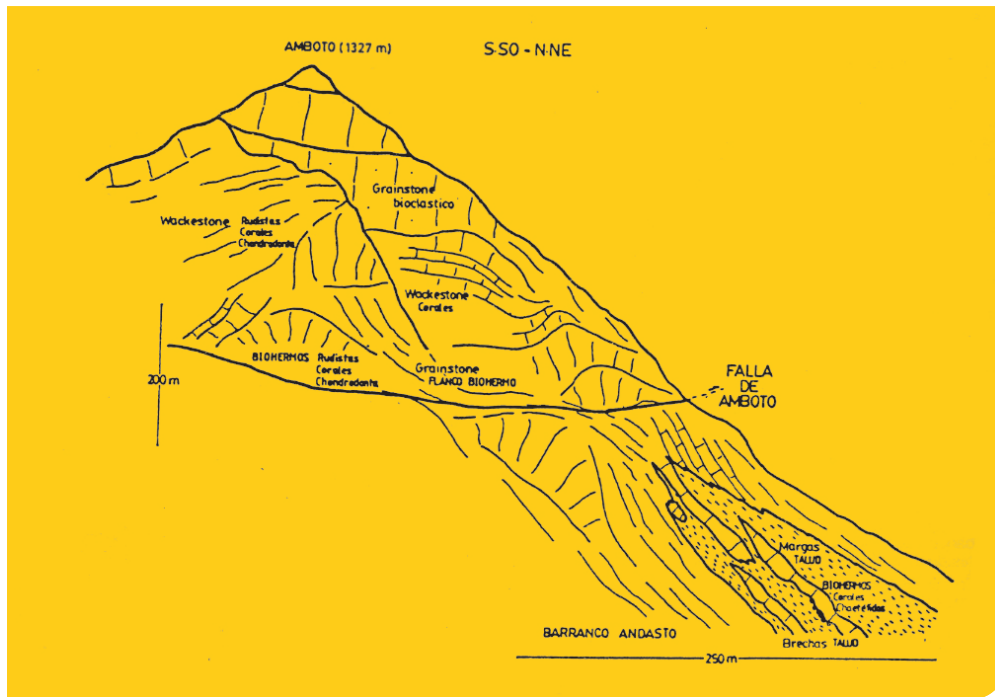 AMBOTO (1327 m)
S.SO - N.NE
Grainstone
bioclastico
Wackestone Rudistas
Corales
Chondrodonta
Wackestone
Corales
BIOHERMOS Rudistas
Corales
Chondrodonta
Grainstone
FLANCO BIOHERMO
200 m
FALLA
DE
AMBOTO
Margas
TALUD
BIOHERMOS
Corales
Chaetétidos
Brechas TALUD
BARRANCO ANDASTO
250 m